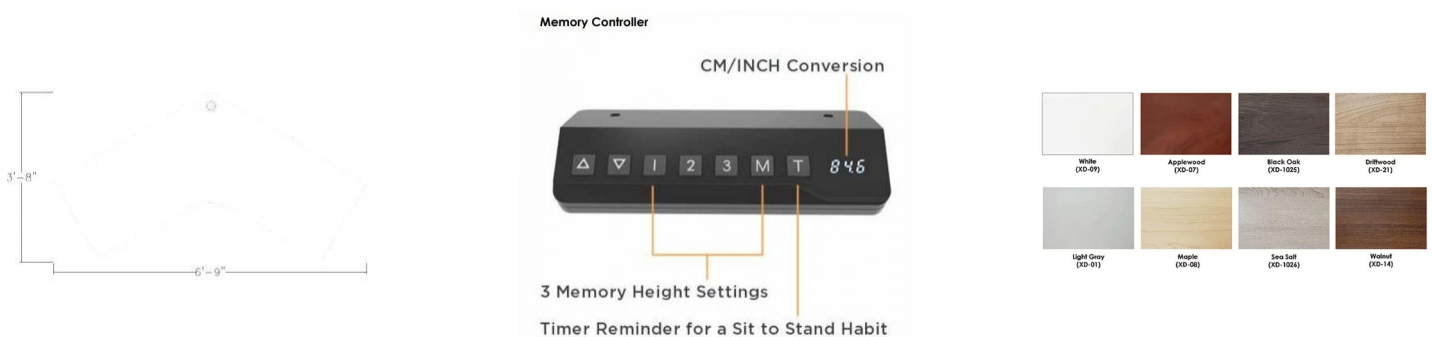 3'-8"
6'-9"
Memory Controller
CM/INCH Conversion
1 2 3 M T 84.6
3 Memory Height Settings
Timer Reminder for a Sit to Stand Habit
White
(XD-09)
Applewood
(XD-07)
Black Oak
(XD-1025)
Driftwood
(XD-21)
Light Gray
(XD-01)
Maple
(XD-08)
Sea Salt
(XD-1026)
Walnut
(XD-14)